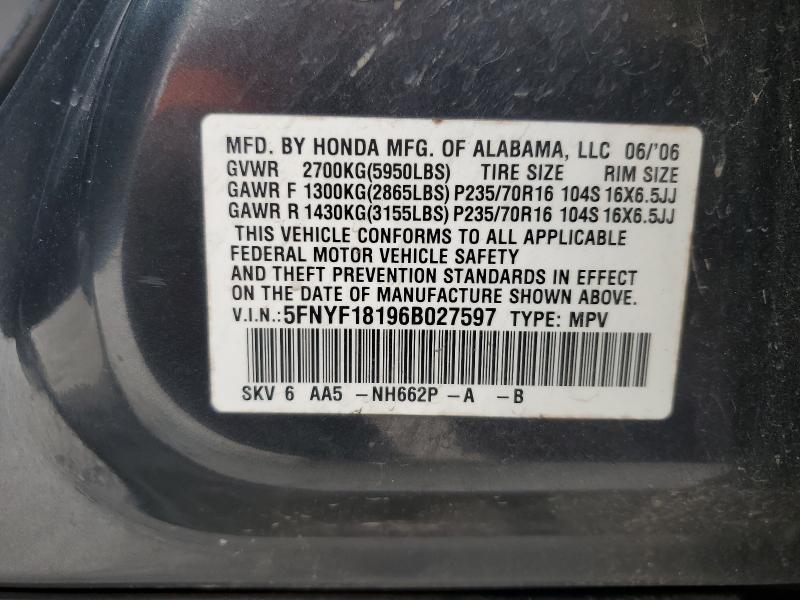 MFD. BY HONDA MFG. OF ALABAMA, LLC 06/'06
GVWR 2700KG(5950LBS) TIRE SIZE RIM SIZE
GAWR F 1300KG(2865LBS) P235/70R16 104S 16X6.5JJ
GAWR R 1430KG(3155LBS) P235/70R16 104S 16X6.5JJ
THIS VEHICLE CONFORMS TO ALL APPLICABLE
FEDERAL MOTOR VEHICLE SAFETY
AND THEFT PREVENTION STANDARDS IN EFFECT
ON THE DATE OF MANUFACTURE SHOWN ABOVE.
V.I.N.: 5FNYF18196B027597 TYPE: MPV
SKV 6 AA5 -NH662P -A -B